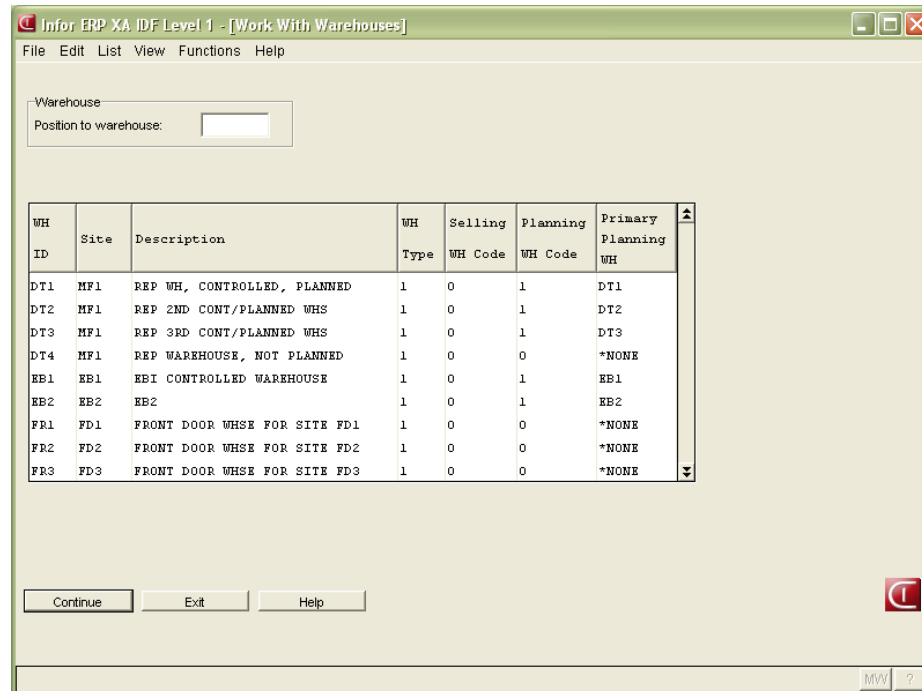 Infor ERP XA IDF Level 1 - [Work With Warehouses]
File Edit List View Functions Help
Warehouse
Position to warehouse:
WH ID Site Description WH Type Selling WH Code Planning WH Code Primary Planning WH
DT1 MF1 REP WH, CONTROLLED, PLANNED 1 0 1 DT1
DT2 MF1 REP 2ND CONT/PLANNED WHS 1 0 1 DT2
DT3 MF1 REP 3RD CONT/PLANNED WHS 1 0 1 DT3
DT4 MF1 REP WAREHOUSE, NOT PLANNED 1 0 0 *NONE
EB1 EB1 EBI CONTROLLED WAREHOUSE 1 0 1 EB1
EB2 EB2 EB2 1 0 1 EB2
FR1 FD1 FRONT DOOR WHSE FOR SITE FD1 1 0 0 *NONE
FR2 FD2 FRONT DOOR WHSE FOR SITE FD2 1 0 0 *NONE
FR3 FD3 FRONT DOOR WHSE FOR SITE FD3 1 0 0 *NONE
Continue Exit Help
MW ?